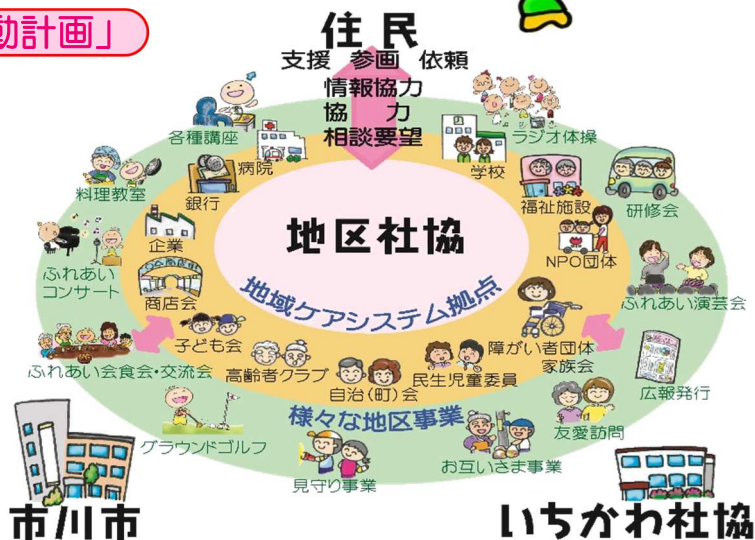 動計画」
住民
支援 参画 依頼
情報協力
協 力
相談要望
各種講座
ラジオ体操
病院
学校
料理教室
銀行
福祉施設
研修会
企業
地区社協
NPO団体
ふれあい
コンサート
商店会
地域ケアシステム拠点
ふれあい演芸会
子ども会
障がい者団体
家族会
ふれあい会食会・交流会
高齢者クラブ
自治(町)会
民生児童委員
広報発行
様々な地区事業
友愛訪問
グラウンドゴルフ
お互いさま事業
見守り事業
市川市
いちかわ社協